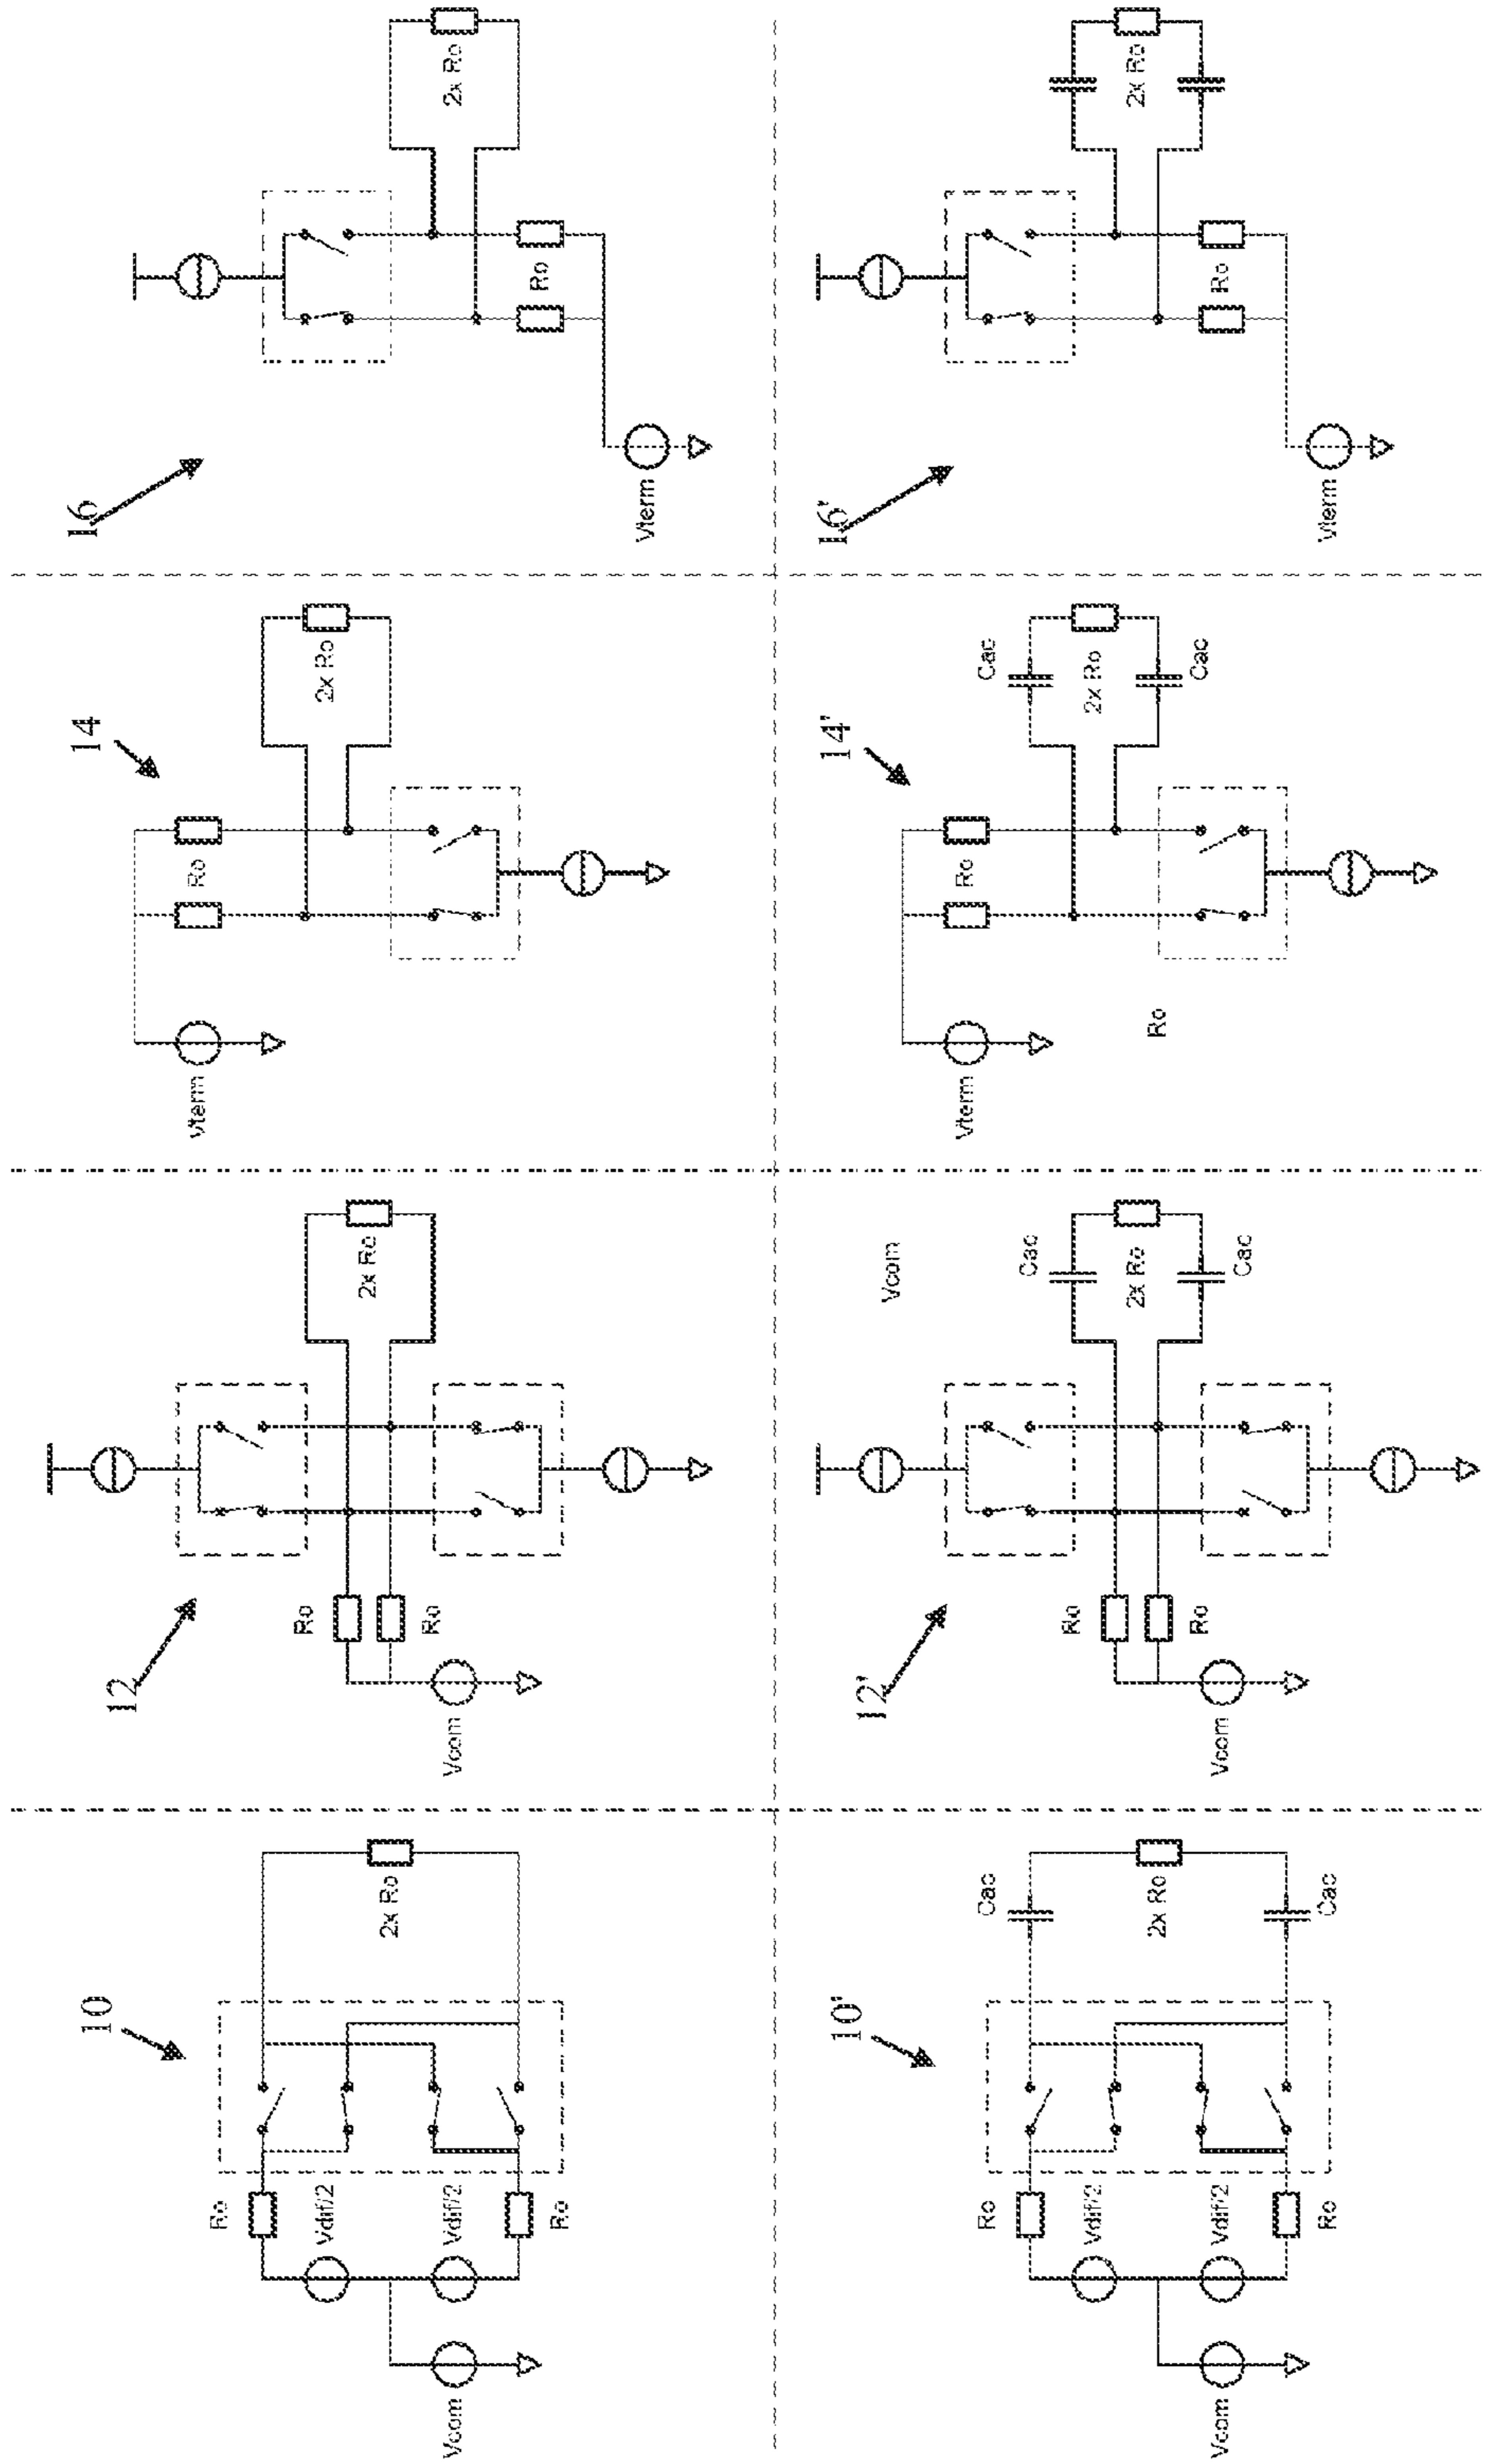 16
2x Ro
Ro
Vterm
16'
2x Ro
Ro
Vterm
14
2x Ro
Ro
Vterm
14'
Cac
2x Ro
Cac
Ro
Ro
Vterm
12
2x Ro
Ro
Ro
Vcom
12'
Vcom
Cac
2x Ro
Cac
Ro
Ro
Vcom
10
2x Ro
Ro
Vdif/2
Vdif/2
Ro
Vcom
10'
Cac
2x Ro
Cac
Ro
Vdif/2
Vdif/2
Ro
Vcom